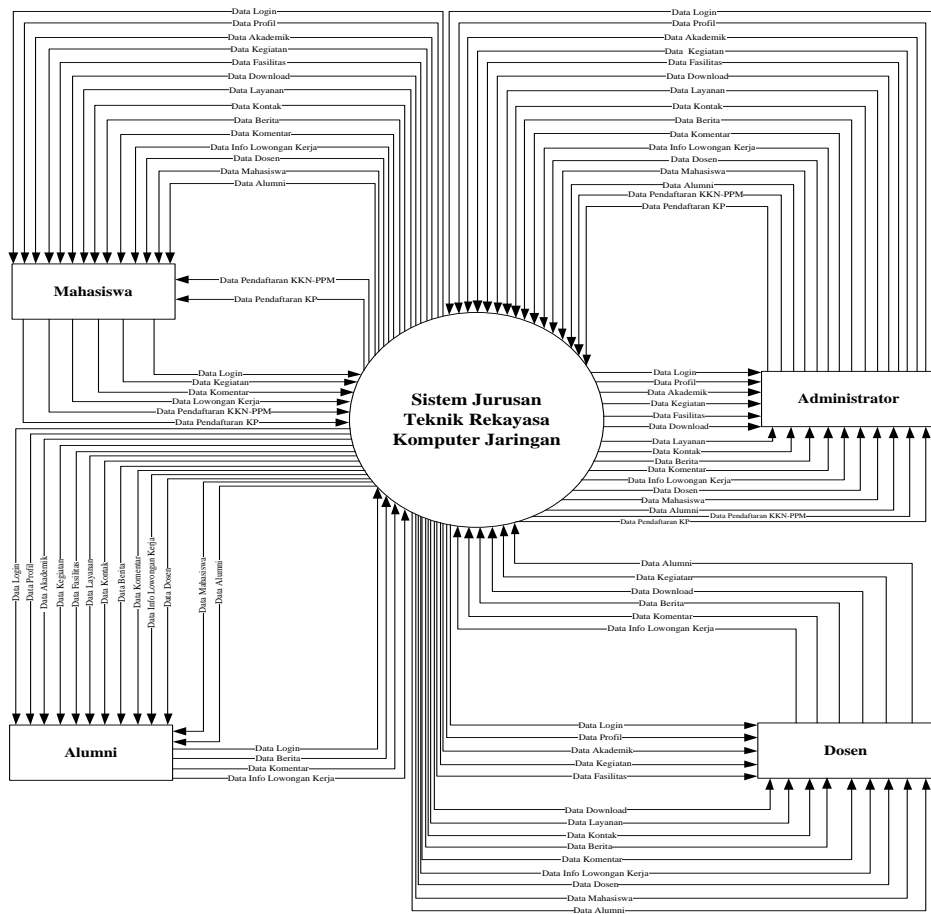 Data Login
Data Profil
Data Akademik
Data Kegiatan
Data Fasilitas
Data Download
Data Layanan
Data Kontak
Data Berita
Data Komentar
Data Info Lowongan Kerja
Data Dosen
Data Mahasiswa
Data Alumni
Mahasiswa
Data Pendaftaran KKN-PPM
Data Pendaftaran KP
Data Login
Data Kegiatan
Data Komentar
Data Lowongan Kerja
Data Pendaftaran KKN-PPM
Data Pendaftaran KP
Data Login
Data Profil
Data Akademik
Data Kegiatan
Data Fasilitas
Data Download
Data Layanan
Data Kontak
Data Berita
Data Komentar
Data Info Lowongan Kerja
Data Dosen
Data Mahasiswa
Data Alumni
Data Pendaftaran KKN-PPM
Data Pendaftaran KP
Sistem Jurusan
Teknik Rekayasa
Komputer Jaringan
Data Login
Data Profil
Data Akademik
Data Kegiatan
Data Fasilitas
Data Download
Administrator
Data Layanan
Data Kontak
Data Berita
Data Komentar
Data Info Lowongan Kerja
Data Dosen
Data Mahasiswa
Data Alumni
Data Pendaftaran KKN-PPM
Data Pendaftaran KP
Data Login
Data Profil
Data Akademik
Data Kegiatan
Data Fasilitas
Data Layanan
Data Kontak
Data Berita
Data Komentar
Data Info Lowongan Kerja
Data Dosen
Data Mahasiswa
Data Alumni
Alumni
Data Login
Data Berita
Data Komentar
Data Info Lowongan Kerja
Data Alumni
Data Kegiatan
Data Download
Data Berita
Data Komentar
Data Info Lowongan Kerja
Data Login
Data Profil
Data Akademik
Data Kegiatan
Data Fasilitas
Dosen
Data Download
Data Layanan
Data Kontak
Data Berita
Data Komentar
Data Info Lowongan Kerja
Data Dosen
Data Mahasiswa
Data Alumni